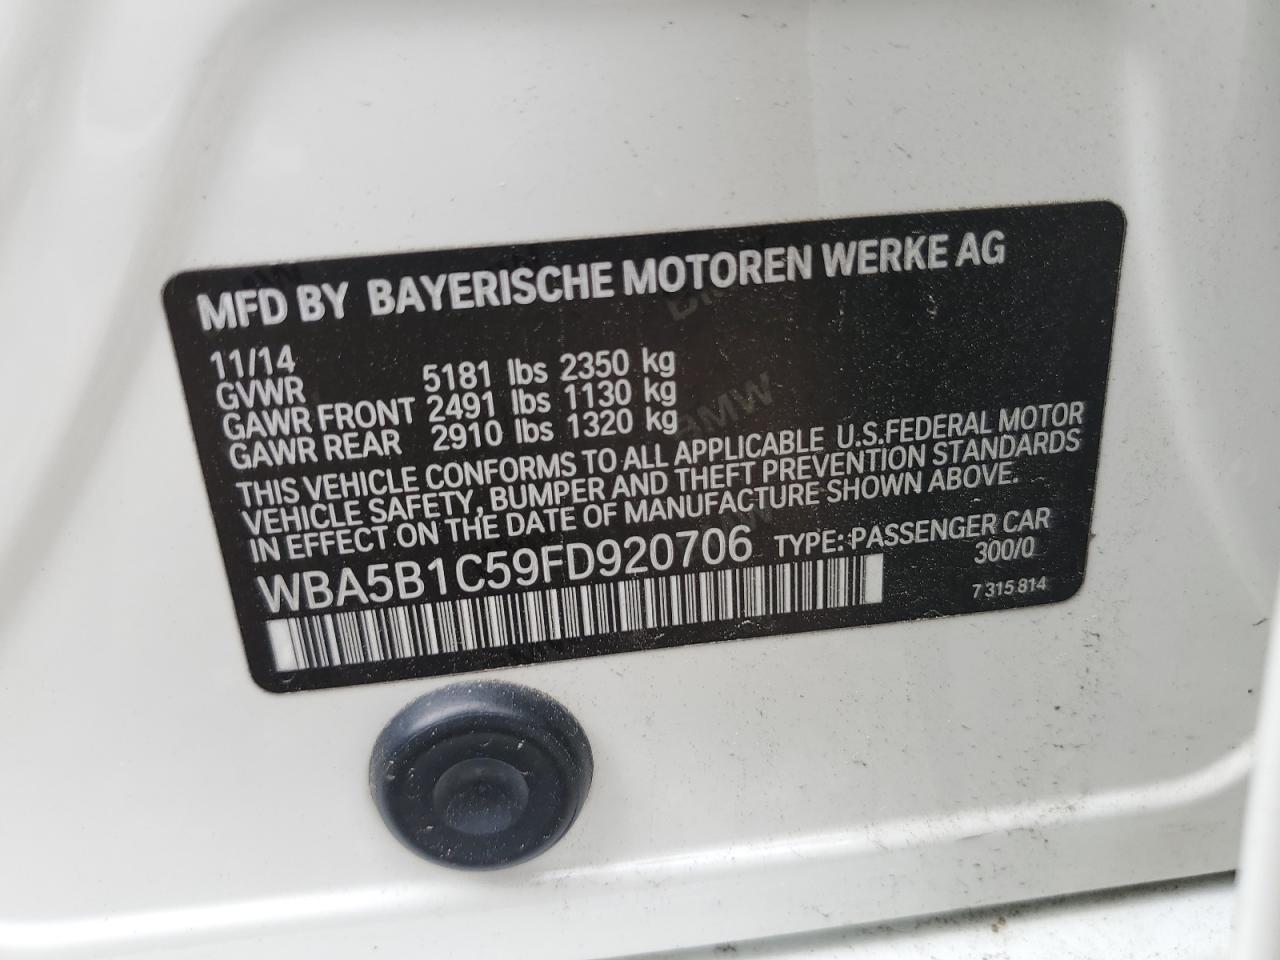 MFD BY BAYERISCHE MOTOREN WERKE AG
11/14
GVWR 5181 lbs 2350 kg
GAWR FRONT 2491 lbs 1130 kg
GAWR REAR 2910 lbs 1320 kg
THIS VEHICLE CONFORMS TO ALL APPLICABLE U.S.FEDERAL MOTOR
VEHICLE SAFETY, BUMPER AND THEFT PREVENTION STANDARDS
IN EFFECT ON THE DATE OF MANUFACTURE SHOWN ABOVE.
WBA5B1C59FD920706 TYPE: PASSENGER CAR
300/0
7 315 814